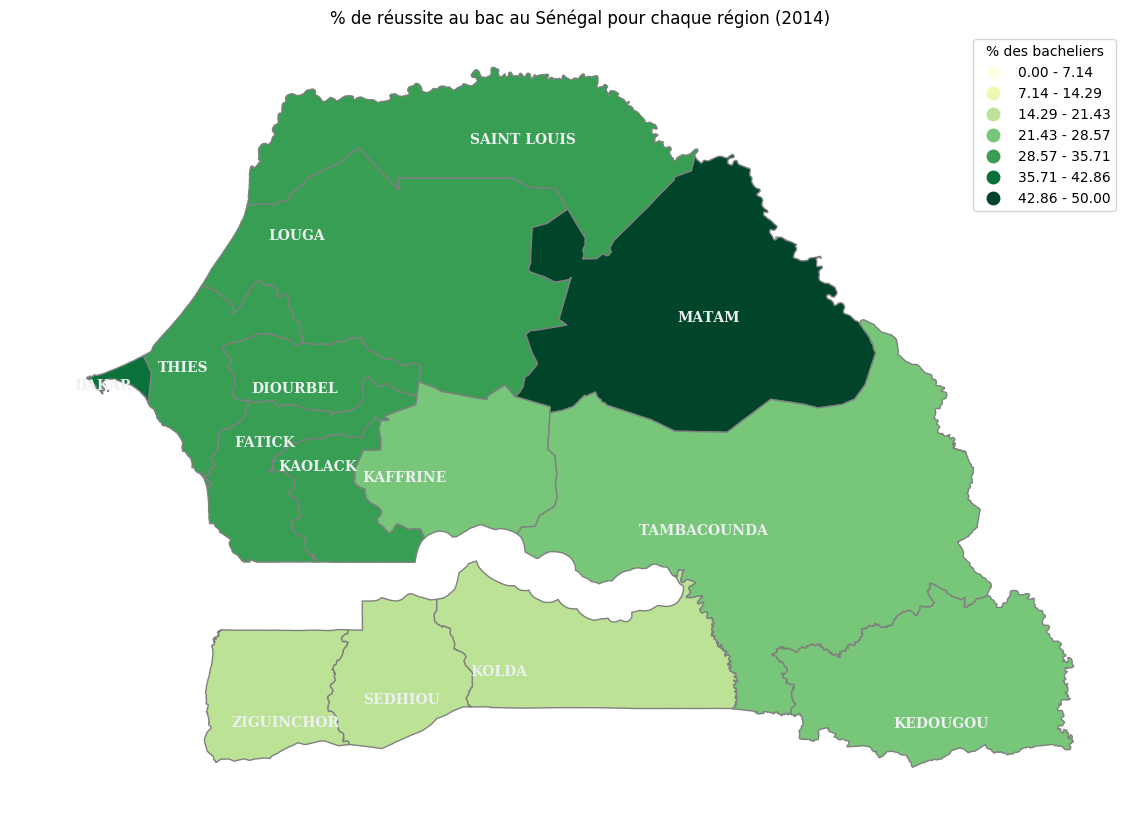 % de réussite au bac au Sénégal pour chaque région (2014)
% des bacheliers
0.00 - 7.14
7.14 - 14.29
14.29 - 21.43
21.43 - 28.57
28.57 - 35.71
35.71 - 42.86
42.86 - 50.00
SAINT LOUIS
LOUGA
MATAM
THIES
DAKAR
DIOURBEL
FATICK
KAOLACK
KAFFRINE
TAMBACOUNDA
KOLDA
SEDHIOU
ZIGUINCHOR
KEDOUGOU